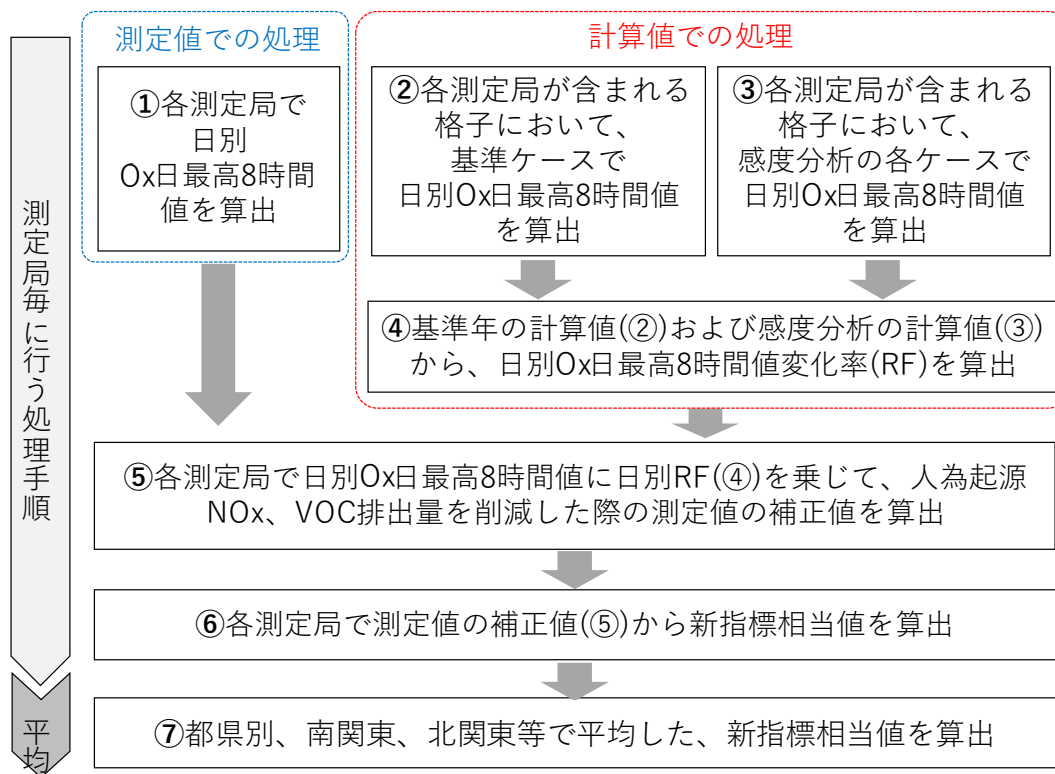 測定値での処理
計算値での処理
①各測定局で
日別
Ox日最高8時間
値を算出
②各測定局が含まれる
格子において、
基準ケースで
日別Ox日最高8時間値
を算出
③各測定局が含まれる
格子において、
感度分析の各ケースで
日別Ox日最高8時間値
を算出
④基準年の計算値(②)および感度分析の計算値(③)
から、日別Ox日最高8時間値変化率(RF)を算出
⑤各測定局で日別Ox日最高8時間値に日別RF(④)を乗じて、人為起源
NOx、VOC排出量を削減した際の測定値の補正値を算出
⑥各測定局で測定値の補正値(⑤)から新指標相当値を算出
⑦都県別、南関東、北関東等で平均した、新指標相当値を算出
測定局毎に行う処理手順
平均